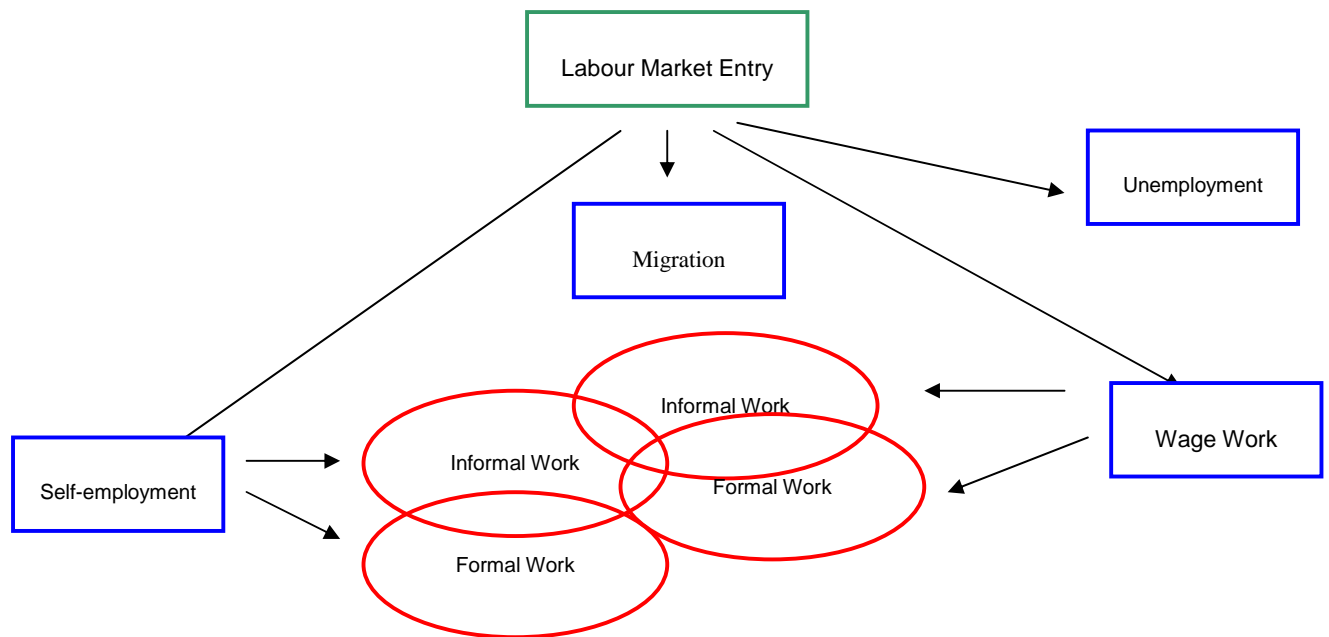 Labour Market Entry
Unemployment
Migration
Informal Work
Wage Work
Informal Work
Formal Work
Self-employment
Formal Work